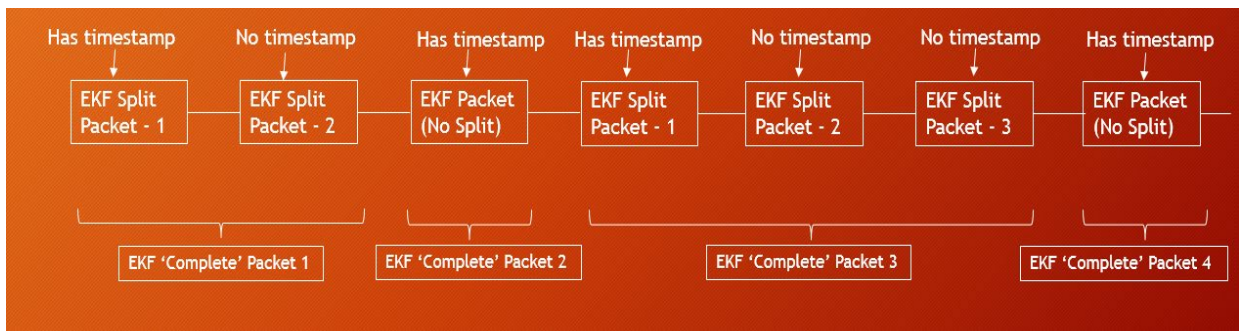 Has timestamp
No timestamp
Has timestamp
Has timestamp
No timestamp
No timestamp
Has timestamp
EKF Split
Packet - 1
EKF Split
Packet - 2
EKF Packet
(No Split)
EKF Split
Packet - 1
EKF Split
Packet - 2
EKF Split
Packet - 3
EKF Packet
(No Split)
EKF ‘Complete’ Packet 1
EKF ‘Complete’ Packet 2
EKF ‘Complete’ Packet 3
EKF ‘Complete’ Packet 4